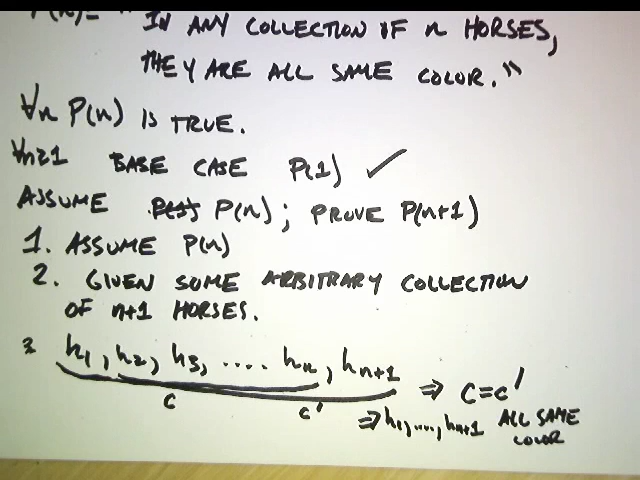 P(n)= "IN ANY COLLECTION OF n HORSES,
THEY ARE ALL SAME COLOR."
∀n P(n) IS TRUE.
∀n≥1 BASE CASE P(1) ✓
ASSUME P(n); PROVE P(n+1)
1. ASSUME P(n)
2. GIVEN SOME ARBITRARY COLLECTION
OF n+1 HORSES.
3 h1, h2, h3, .... hn, hn+1 ⇒ C=c'
c c' ⇒ h1,...., hn+1 ALL SAME
COLOR